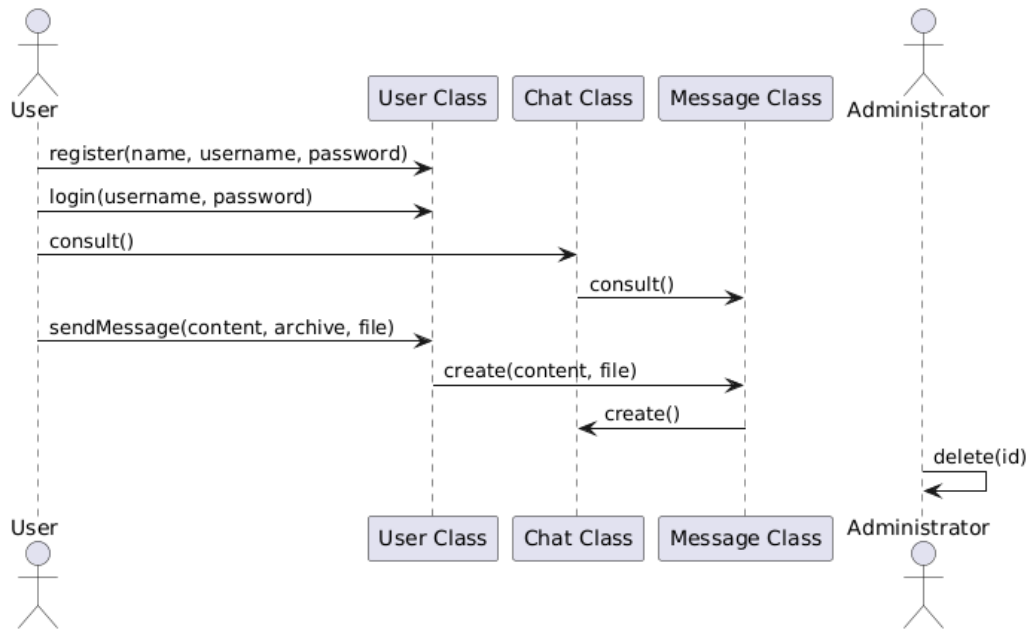 User
User Class
Chat Class
Message Class
Administrator
register(name, username, password)
login(username, password)
consult()
consult()
sendMessage(content, archive, file)
create(content, file)
create()
delete(id)
User
User Class
Chat Class
Message Class
Administrator